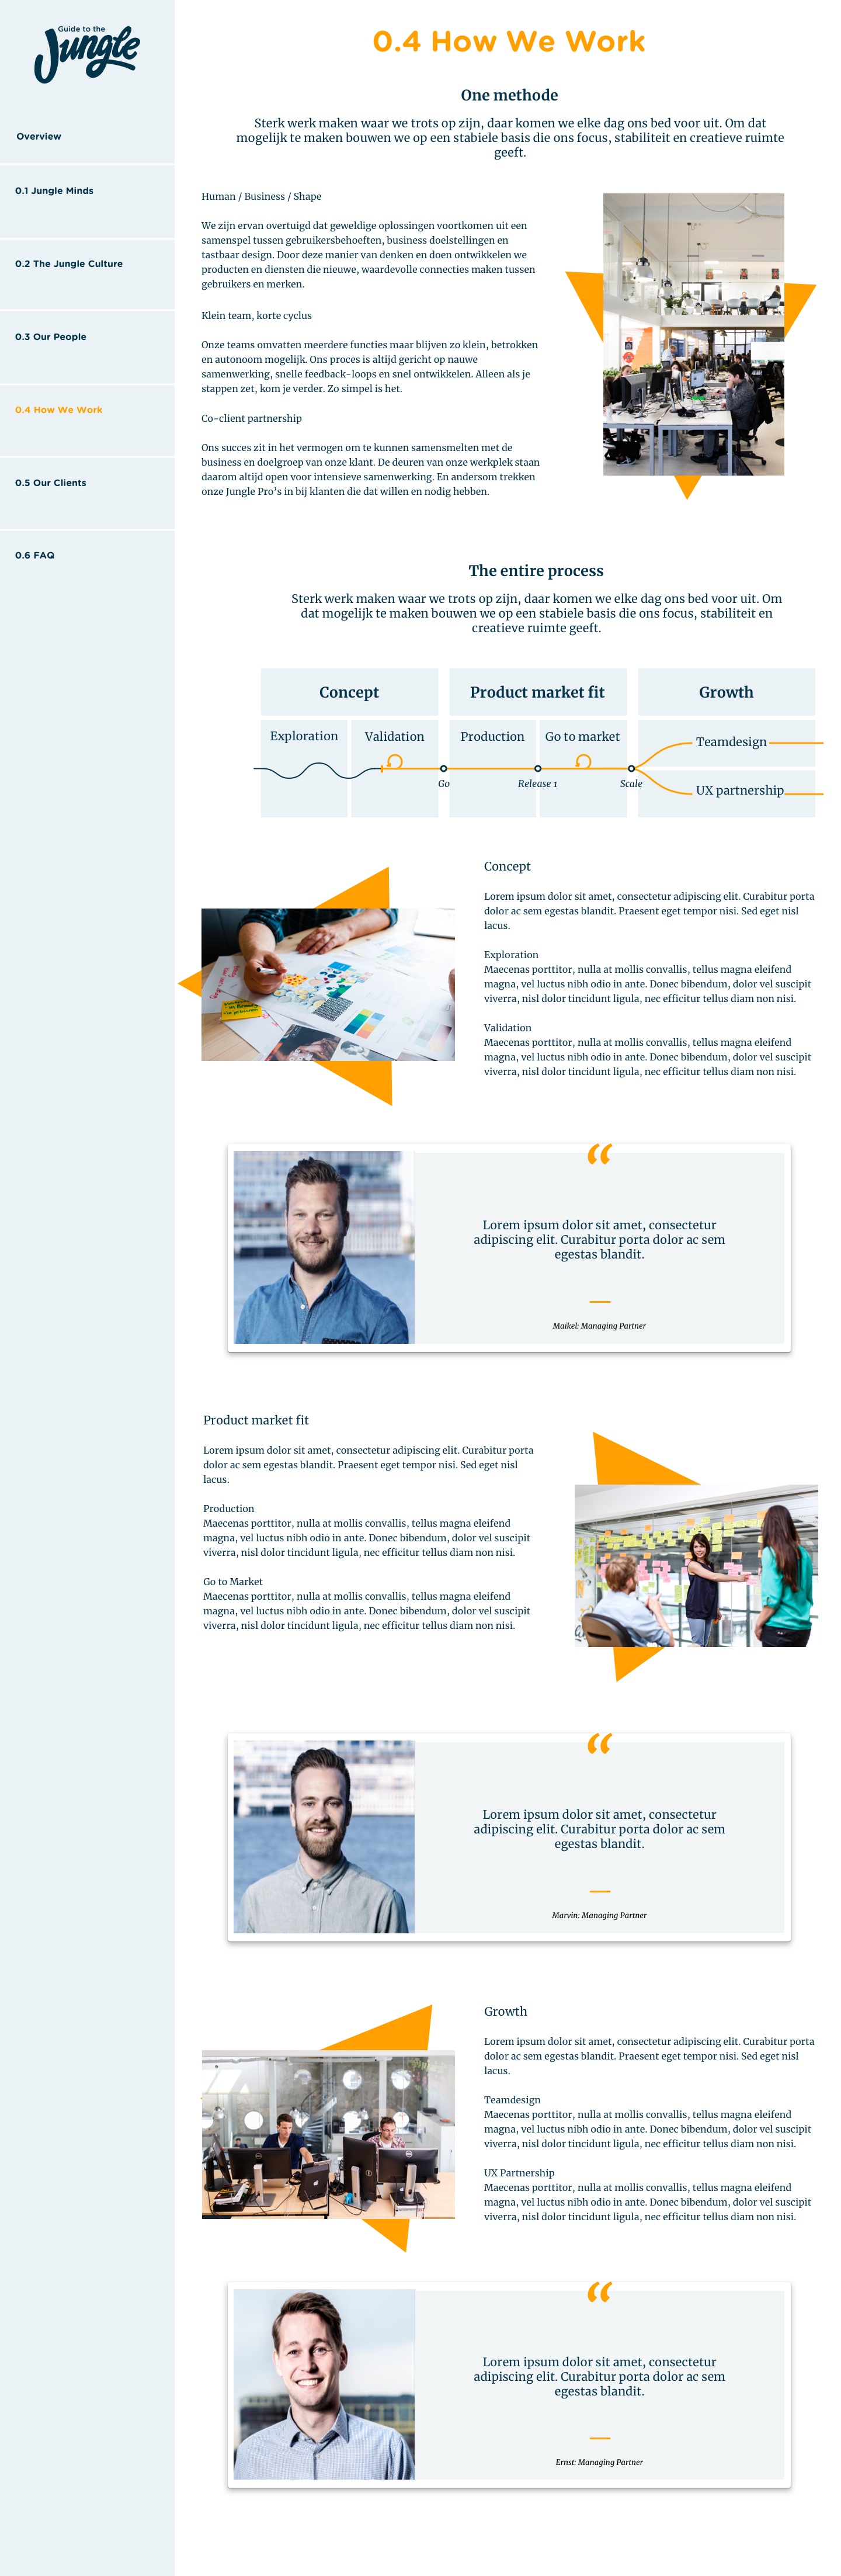 Guide to the
Jungle
Overview
0.1 Jungle Minds
0.2 The Jungle Culture
0.3 Our People
0.4 How We Work
0.5 Our Clients
0.6 FAQ
0.4 How We Work
One methode
Sterk werk maken waar we trots op zijn, daar komen we elke dag ons bed voor uit. Om dat
mogelijk te maken bouwen we op een stabiele basis die ons focus, stabiliteit en creatieve ruimte
geeft.
Human / Business / Shape
We zijn ervan overtuigd dat geweldige oplossingen voortkomen uit een
samenspel tussen gebruikersbehoeften, business doelstellingen en
tastbaar design. Door deze manier van denken en doen ontwikkelen we
producten en diensten die nieuwe, waardevolle connecties maken tussen
gebruikers en merken.
Klein team, korte cyclus
Onze teams omvatten meerdere functies maar blijven zo klein, betrokken
en autonoom mogelijk. Ons proces is altijd gericht op nauwe
samenwerking, snelle feedback-loops en snel ontwikkelen. Alleen als je
stappen zet, kom je verder. Zo simpel is het.
Co-client partnership
Ons succes zit in het vermogen om te kunnen samensmelten met de
business en doelgroep van onze klant. De deuren van onze werkplek staan
daarom altijd open voor intensieve samenwerking. En andersom trekken
onze Jungle Pro's in bij klanten die dat willen en nodig hebben.
The entire process
Sterk werk maken waar we trots op zijn, daar komen we elke dag ons bed voor uit. Om
dat mogelijk te maken bouwen we op een stabiele basis die ons focus, stabiliteit en
creatieve ruimte geeft.
Concept
Product market fit
Growth
Exploration
Validation
Production
Go to market
Teamdesign
Go
Release 1
Scale
UX partnership
Concept
Lorem ipsum dolor sit amet, consectetur adipiscing elit. Curabitur porta
dolor ac sem egestas blandit. Praesent eget tempor nisi. Sed eget nisl
lacus.
Exploration
Maecenas porttitor, nulla at mollis convallis, tellus magna eleifend
magna, vel luctus nibh odio in ante. Donec bibendum, dolor vel suscipit
viverra, nisl dolor tincidunt ligula, nec efficitur tellus diam non nisi.
Validation
Maecenas porttitor, nulla at mollis convallis, tellus magna eleifend
magna, vel luctus nibh odio in ante. Donec bibendum, dolor vel suscipit
viverra, nisl dolor tincidunt ligula, nec efficitur tellus diam non nisi.
“
Lorem ipsum dolor sit amet, consectetur
adipiscing elit. Curabitur porta dolor ac sem
egestas blandit.
Maikel: Managing Partner
Product market fit
Lorem ipsum dolor sit amet, consectetur adipiscing elit. Curabitur porta
dolor ac sem egestas blandit. Praesent eget tempor nisi. Sed eget nisl
lacus.
Production
Maecenas porttitor, nulla at mollis convallis, tellus magna eleifend
magna, vel luctus nibh odio in ante. Donec bibendum, dolor vel suscipit
viverra, nisl dolor tincidunt ligula, nec efficitur tellus diam non nisi.
Go to Market
Maecenas porttitor, nulla at mollis convallis, tellus magna eleifend
magna, vel luctus nibh odio in ante. Donec bibendum, dolor vel suscipit
viverra, nisl dolor tincidunt ligula, nec efficitur tellus diam non nisi.
“
Lorem ipsum dolor sit amet, consectetur
adipiscing elit. Curabitur porta dolor ac sem
egestas blandit.
Marvin: Managing Partner
Growth
Lorem ipsum dolor sit amet, consectetur adipiscing elit. Curabitur porta
dolor ac sem egestas blandit. Praesent eget tempor nisi. Sed eget nisl
lacus.
Teamdesign
Maecenas porttitor, nulla at mollis convallis, tellus magna eleifend
magna, vel luctus nibh odio in ante. Donec bibendum, dolor vel suscipit
viverra, nisl dolor tincidunt ligula, nec efficitur tellus diam non nisi.
UX Partnership
Maecenas porttitor, nulla at mollis convallis, tellus magna eleifend
magna, vel luctus nibh odio in ante. Donec bibendum, dolor vel suscipit
viverra, nisl dolor tincidunt ligula, nec efficitur tellus diam non nisi.
“
Lorem ipsum dolor sit amet, consectetur
adipiscing elit. Curabitur porta dolor ac sem
egestas blandit.
Ernst: Managing Partner